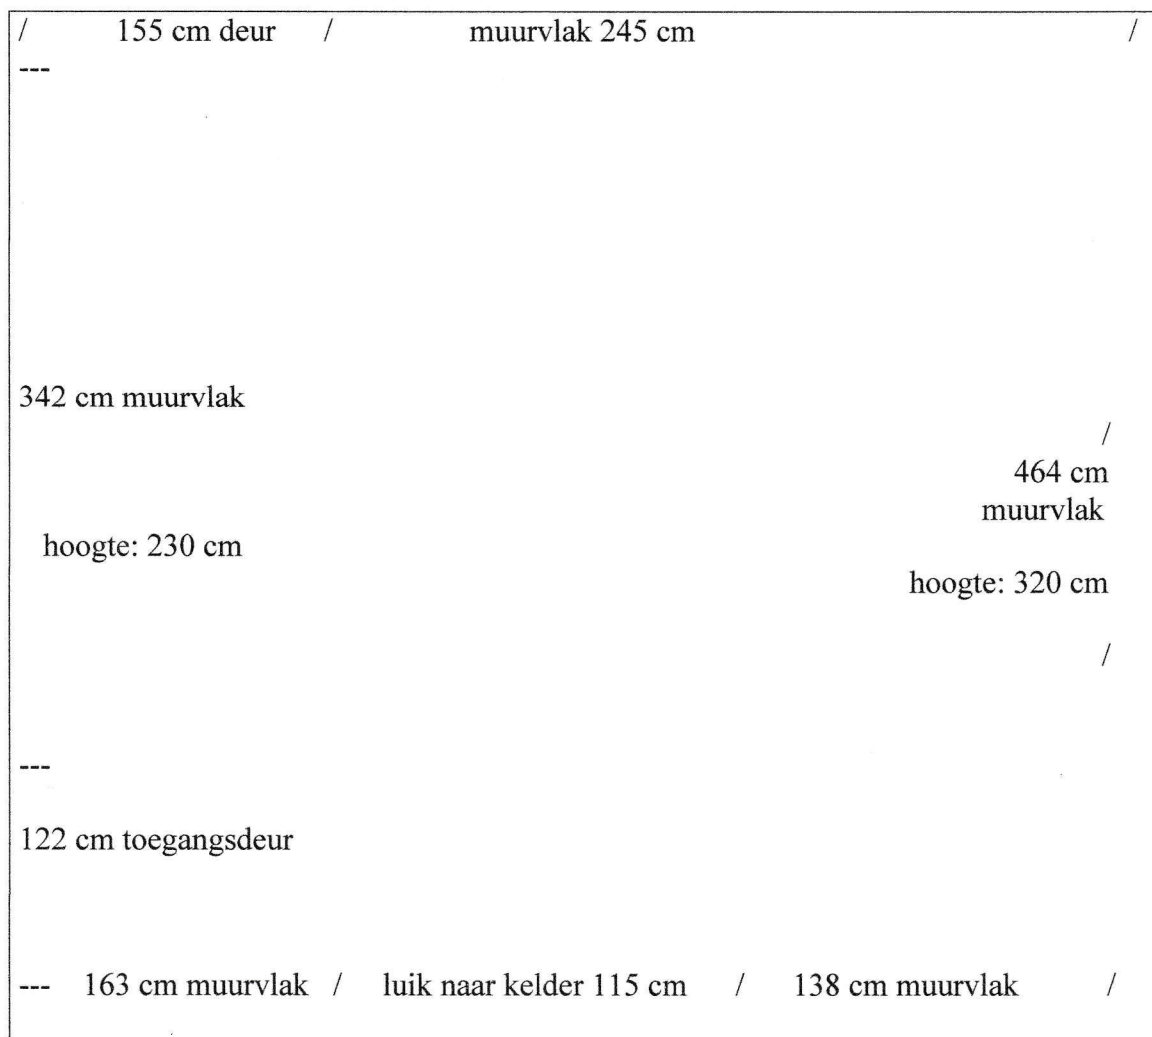 / 155 cm deur / muurvlak 245 cm /
---
342 cm muurvlak
/
464 cm
muurvlak
hoogte: 230 cm
hoogte: 320 cm
/
---
122 cm toegangsdeur
--- 163 cm muurvlak / luik naar kelder 115 cm / 138 cm muurvlak /